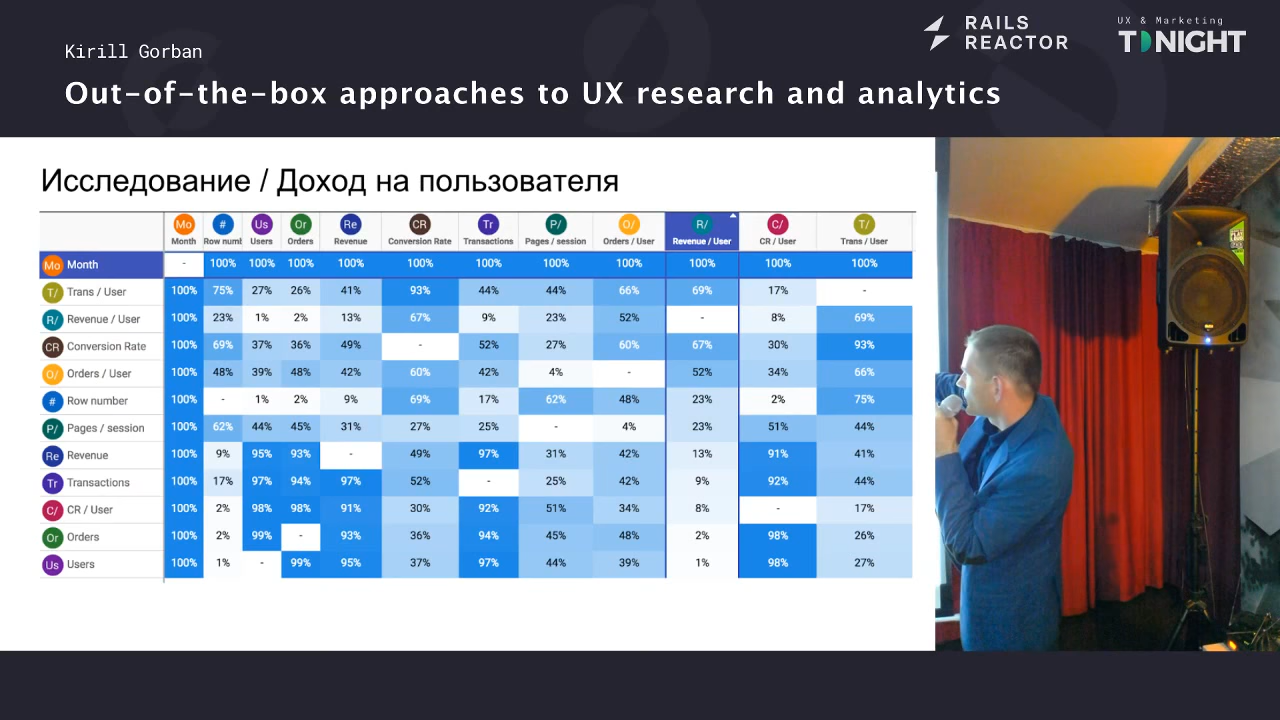 Kirill Gorban
Out-of-the-box approaches to UX research and analytics
RAILS
REACTOR
UX & Marketing
TONIGHT
Исследование / Доход на пользователя
Mo # Us Or Re CR Tr P/ O/ R/ C/ T/
Month Row numb Users Orders Revenue Conversion Rate Transactions Pages / session Orders / User Revenue / User CR / User Trans / User
Mo Month - 100% 100% 100% 100% 100% 100% 100% 100% 100% 100% 100%
T/ Trans / User 100% 75% 27% 26% 41% 93% 44% 44% 66% 69% 17% -
R/ Revenue / User 100% 23% 1% 2% 13% 67% 9% 23% 52% - 8% 69%
CR Conversion Rate 100% 69% 37% 36% 49% - 52% 27% 60% 67% 30% 93%
O/ Orders / User 100% 48% 39% 48% 42% 60% 42% 4% - 52% 34% 66%
# Row number 100% - 1% 2% 9% 69% 17% 62% 48% 23% 2% 75%
P/ Pages / session 100% 62% 44% 45% 31% 27% 25% - 4% 23% 51% 44%
Re Revenue 100% 9% 95% 93% - 49% 97% 31% 42% 13% 91% 41%
Tr Transactions 100% 17% 97% 94% 97% 52% - 25% 42% 9% 92% 44%
C/ CR / User 100% 2% 98% 98% 91% 30% 92% 51% 34% 8% - 17%
Or Orders 100% 2% 99% - 93% 36% 94% 45% 48% 2% 98% 26%
Us Users 100% 1% - 99% 95% 37% 97% 44% 39% 1% 98% 27%